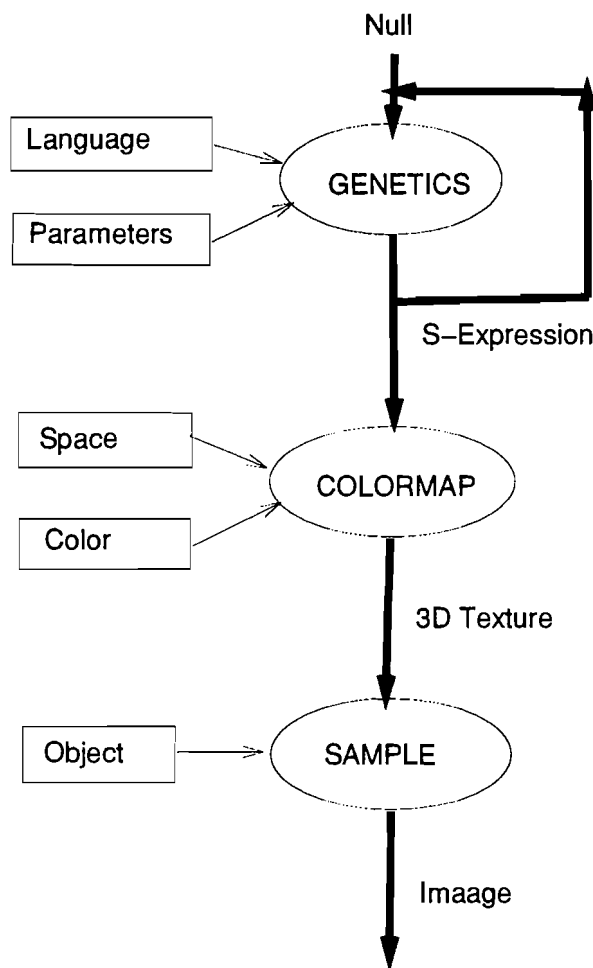 Null
Language
GENETICS
Parameters
S-Expression
Space
COLORMAP
Color
3D Texture
Object
SAMPLE
Imaage